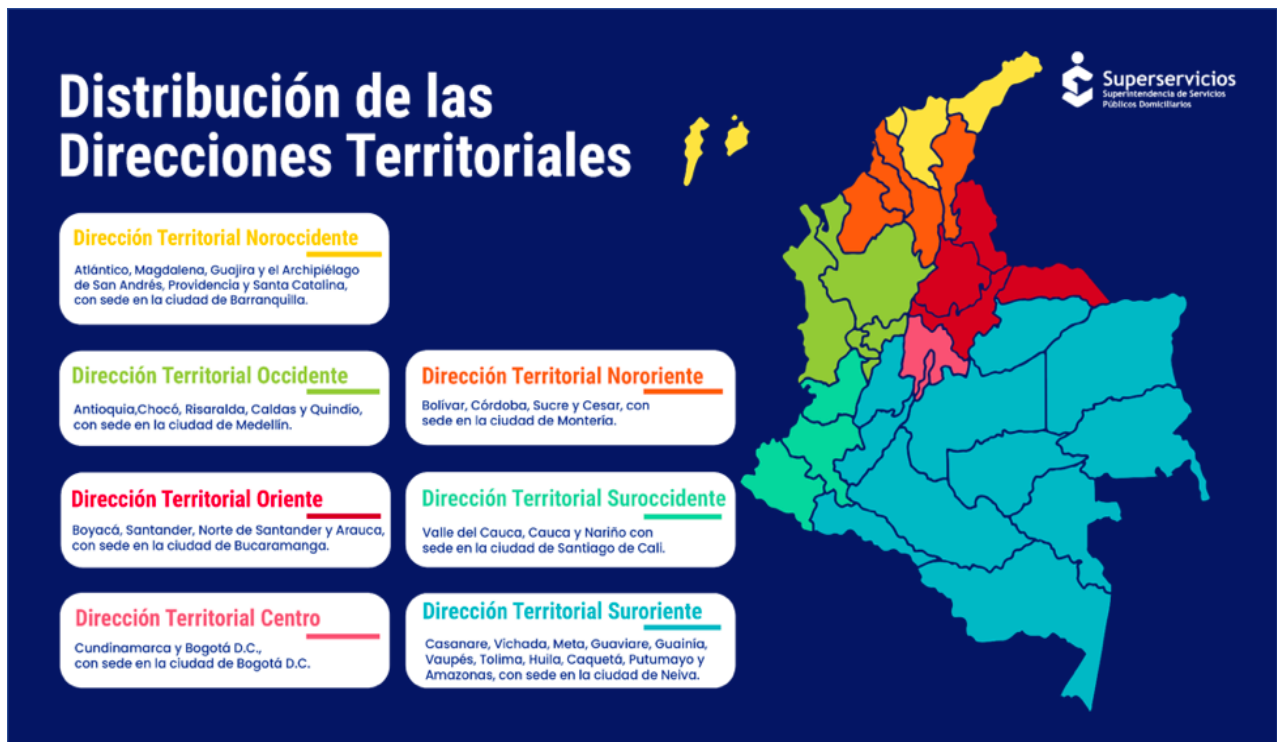 Distribución de las
Direcciones Territoriales
Superservicios
Superintendencia de Servicios
Públicos Domiciliarios
Dirección Territorial Noroccidente
Atlántico, Magdalena, Guajira y el Archipiélago
de San Andrés, Providencia y Santa Catalina,
con sede en la ciudad de Barranquilla.
Dirección Territorial Occidente
Antioquia,Chocó, Risaralda, Caldas y Quindío,
con sede en la ciudad de Medellín.
Dirección Territorial Nororiente
Bolívar, Córdoba, Sucre y Cesar, con
sede en la ciudad de Montería.
Dirección Territorial Oriente
Boyacá, Santander, Norte de Santander y Arauca,
con sede en la ciudad de Bucaramanga.
Dirección Territorial Suroccidente
Valle del Cauca, Cauca y Nariño con
sede en la ciudad de Santiago de Cali.
Dirección Territorial Centro
Cundinamarca y Bogotá D.C.,
con sede en la ciudad de Bogotá D.C.
Dirección Territorial Suroriente
Casanare, Vichada, Meta, Guaviare, Guainía,
Vaupés, Tolima, Huila, Caquetá, Putumayo y
Amazonas, con sede en la ciudad de Neiva.